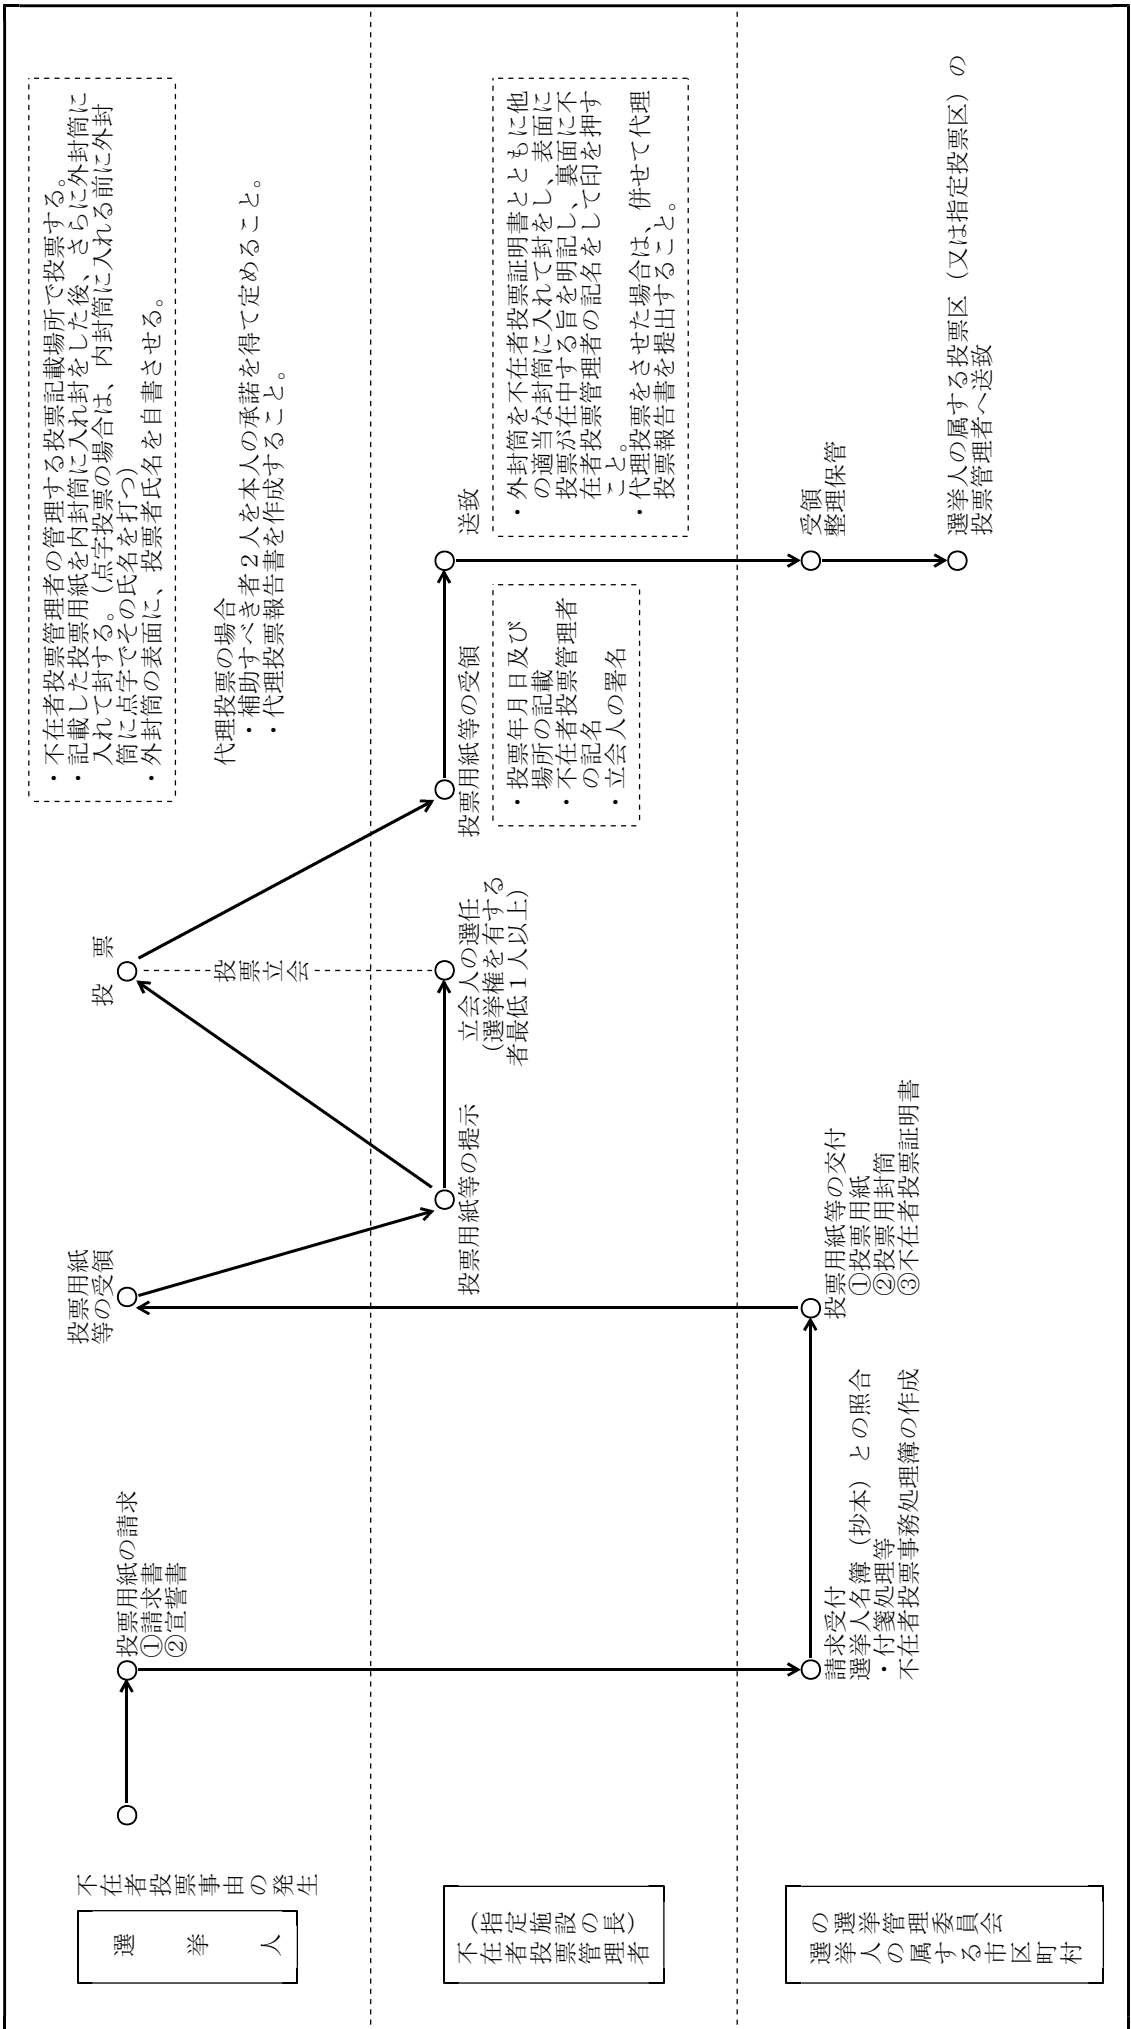 選挙人
不在者投票事由の発生
投票用紙の請求
①請求書
②宣誓書
投票用紙
等の受領
投 票
投票
立会
・不在者投票管理者の管理する投票記載場所で投票する。
・記載した投票用紙を内封筒に入れ封をした後、さらに外封筒に
入れて封する。（点字投票の場合は、内封筒に入れる前に外封
筒に点字でその氏名を打つ）
・外封筒の表面に、投票者氏名を自書させる。
代理投票の場合
・補助すべき者２人を本人の承諾を得て定めること。
・代理投票報告書を作成すること。
不在者投票管理者
（指定施設の長）
投票用紙等の提示
立会人の選任
（選挙権を有する
者最低１人以上）
投票用紙等の受領
・投票年月日及び
場所の記載
・不在者投票管理者
の記名
・立会人の署名
送致
・外封筒を不在者投票証明書とともに他
の適当な封筒に入れて封をし、表面に
投票が在中する旨を明記し、裏面に不
在者投票管理者の記名をして印を押す
こと。
・代理投票をさせた場合は、併せて代理
投票報告書を提出すること。
選挙人の属する市区町村
の選挙管理委員会
請求受付
選挙人名簿（抄本）との照合
・付箋処理等
不在者投票事務処理簿の作成
投票用紙等の交付
①投票用紙
②投票用封筒
③不在者投票証明書
受領
整理保管
選挙人の属する投票区（又は指定投票区）の
投票管理者へ送致